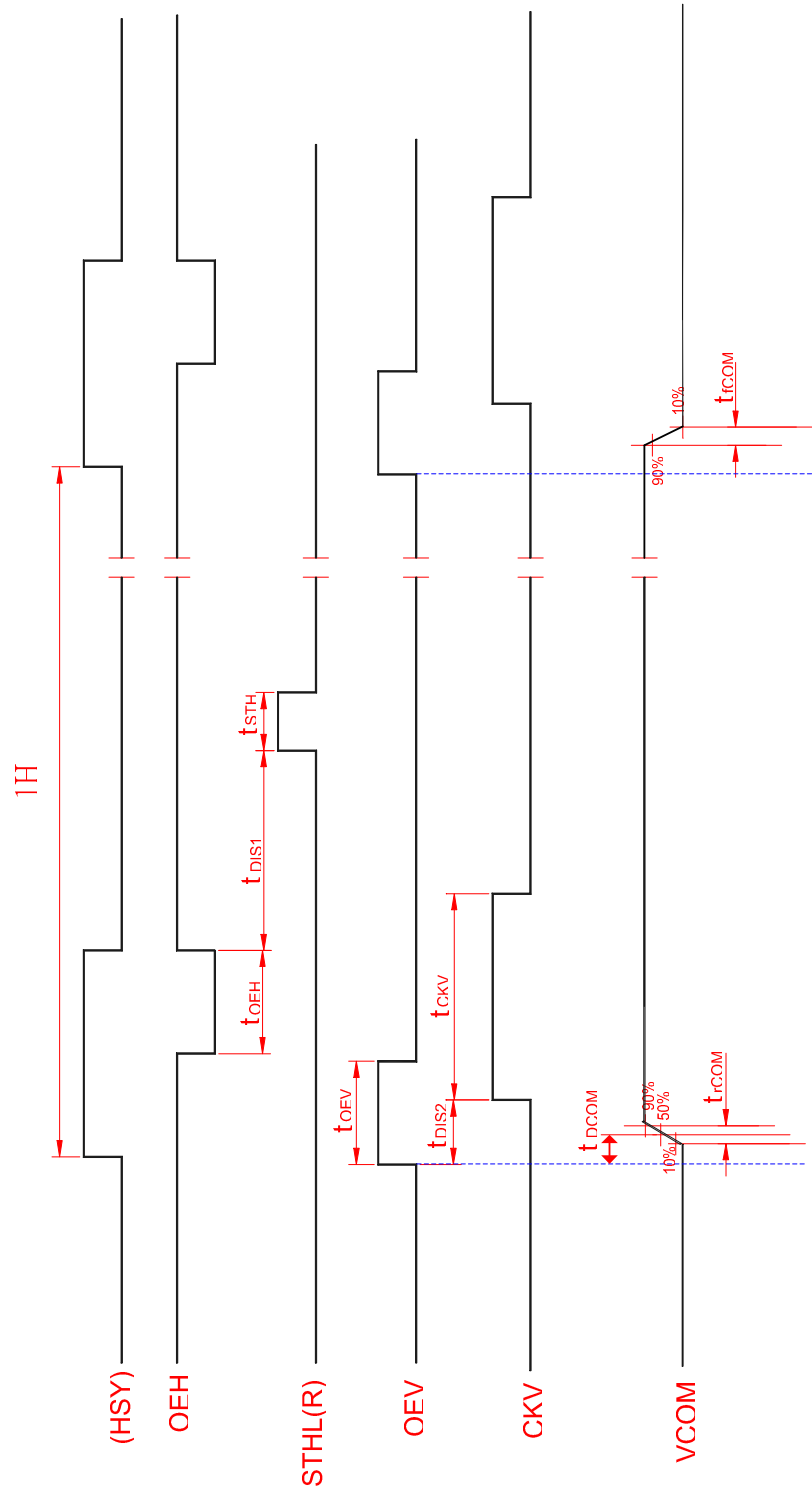 1H
(HSY)
OEH
tOEH
tDIS1
tSTH
STHL(R)
tOEV
OEV
tDIS2
tCKV
CKV
tDCOM
90%
50%
10%
trCOM
90%
10%
tfCOM
VCOM